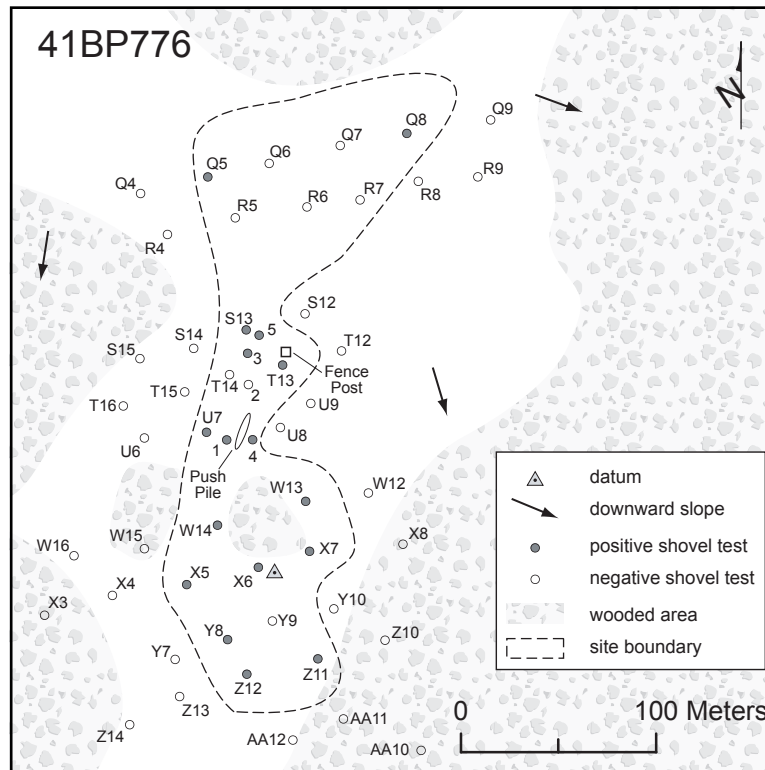 41BP776
N
Q9
Q8
Q7
Q6
Q5
Q4
R9
R8
R7
R6
R5
R4
S12
S13
5
S14
S15
3
T12
T13
Fence
Post
T14
2
T15
T16
U9
U7
U8
U6
1
4
Push
Pile
W12
W13
W14
W15
W16
X8
X7
X6
X5
X4
X3
Y10
Y9
Y8
Y7
Z10
Z11
Z12
Z13
Z14
AA11
AA12
AA10
datum
downward slope
positive shovel test
negative shovel test
wooded area
site boundary
0
100 Meters